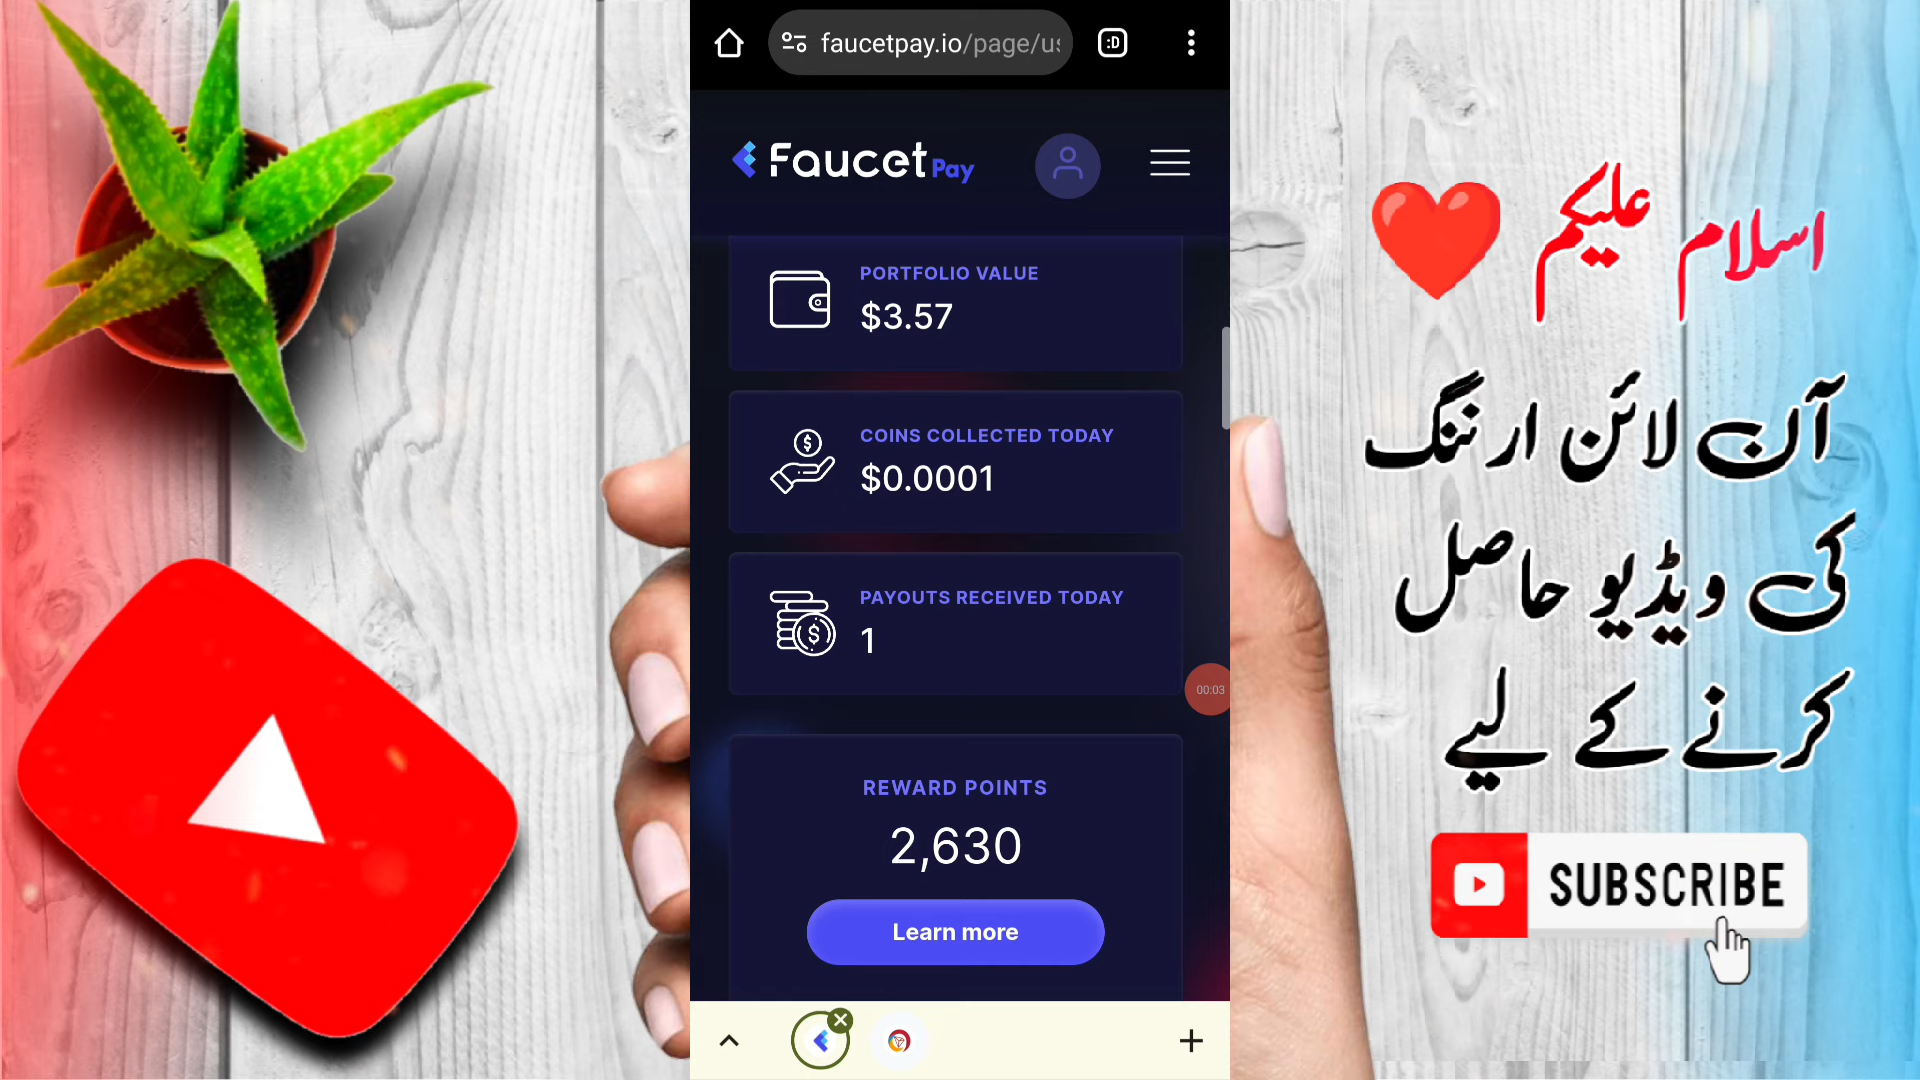 faucetpay.io/page/us
:D
FaucetPay
PORTFOLIO VALUE
$3.57
COINS COLLECTED TODAY
$0.0001
PAYOUTS RECEIVED TODAY
1
00:03
REWARD POINTS
2,630
Learn more
اسلام علیکم
آن لائن ارننگ
کی ویڈیو حاصل
کرنے کے لیے
SUBSCRIBE